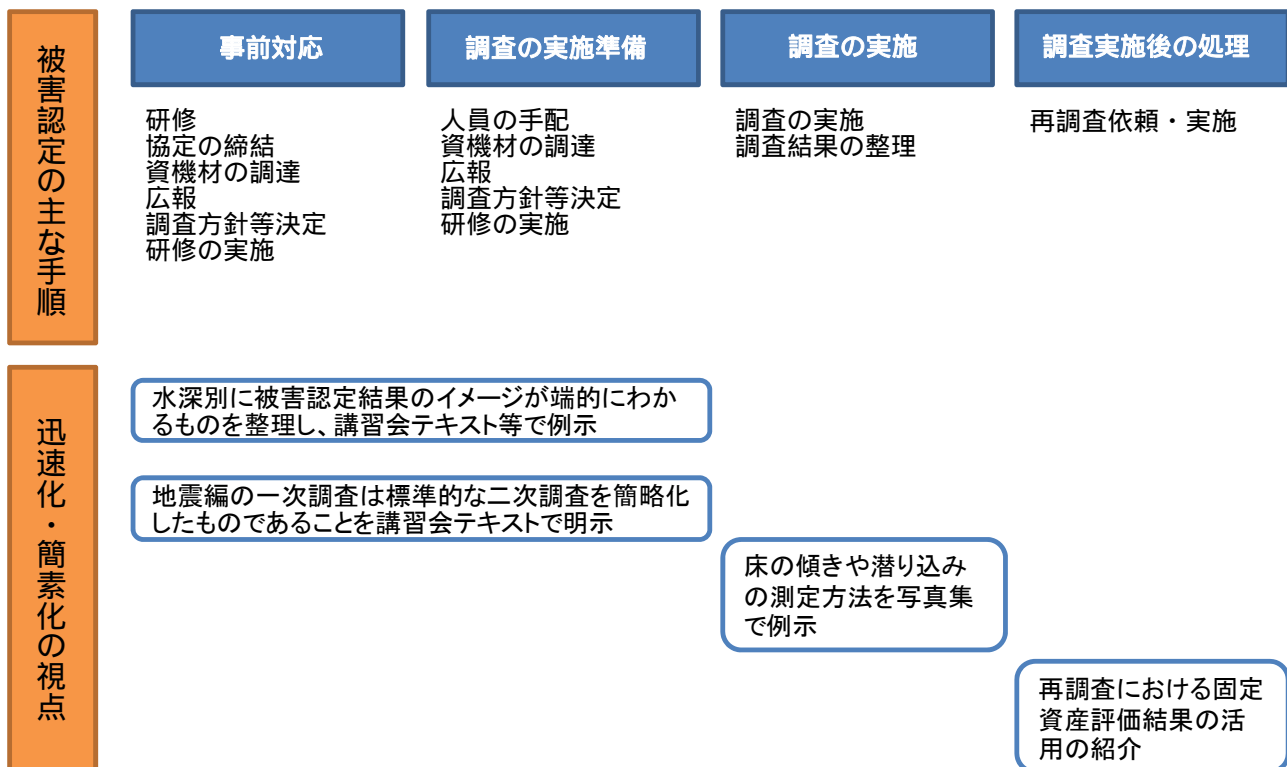 被害認定の主な手順
事前対応
調査の実施準備
調査の実施
調査実施後の処理
研修
協定の締結
資機材の調達
広報
調査方針等決定
研修の実施
人員の手配
資機材の調達
広報
調査方針等決定
研修の実施
調査の実施
調査結果の整理
再調査依頼・実施
迅速化・簡素化の視点
水深別に被害認定結果のイメージが端的にわか
るものを整理し、講習会テキスト等で例示
地震編の一次調査は標準的な二次調査を簡略化
したものであることを講習会テキストで明示
床の傾きや潜り込み
の測定方法を写真集
で例示
再調査における固定
資産評価結果の活
用の紹介